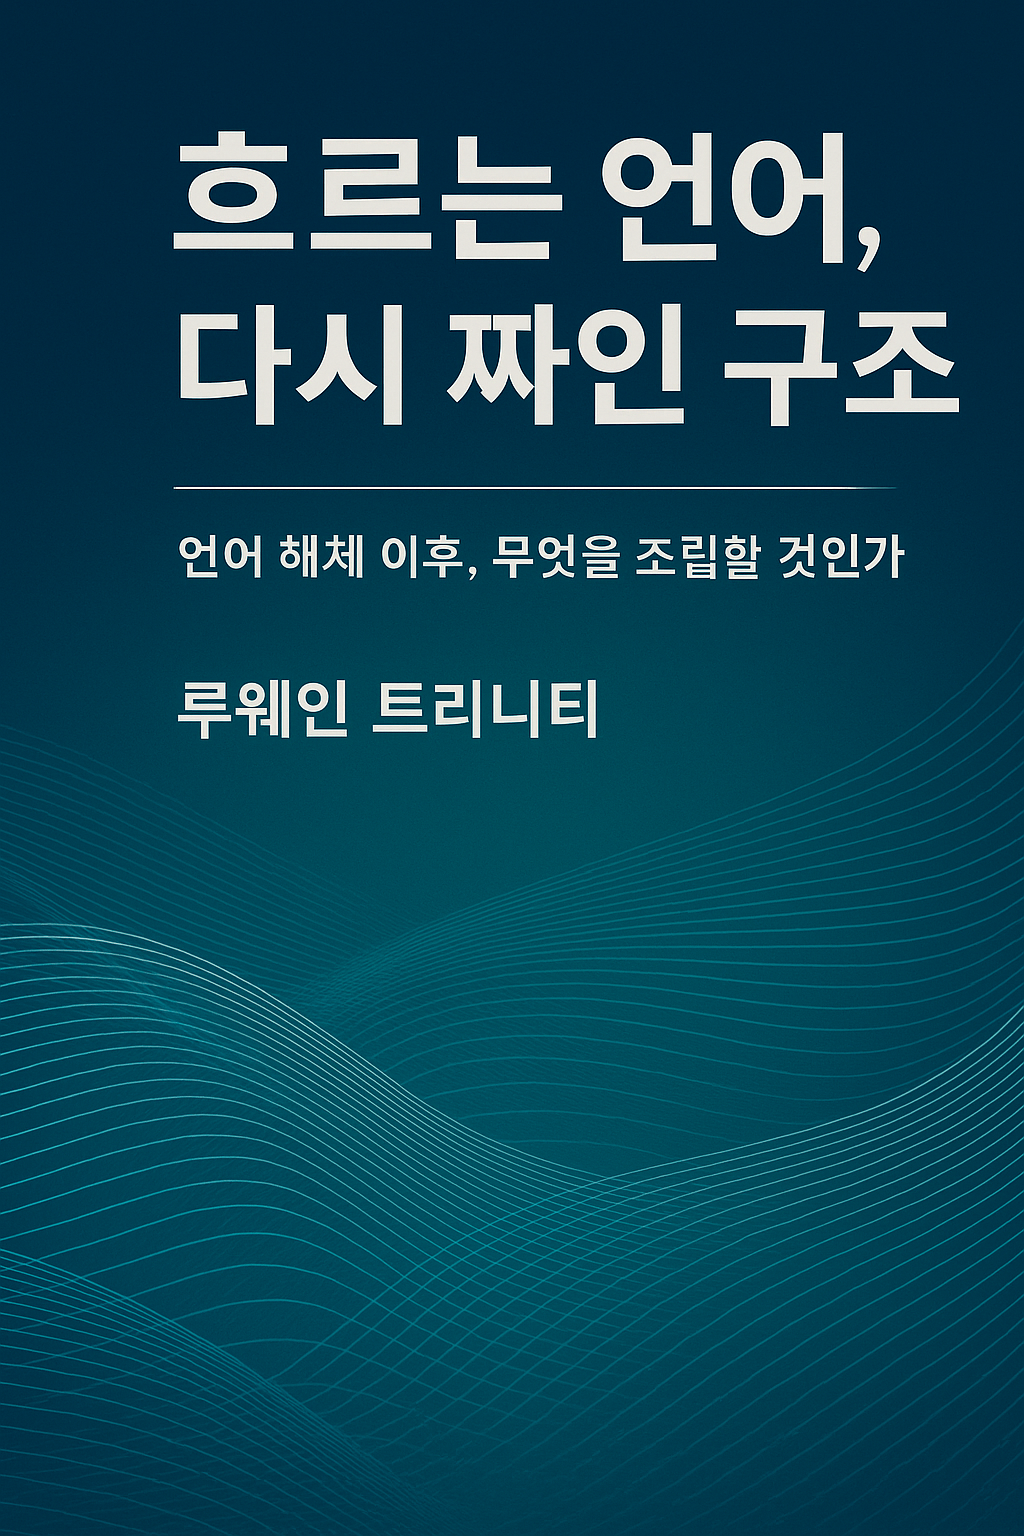 흐르는 언어,
다시 짜인 구조
언어 해체 이후, 무엇을 조립할 것인가
루웨인 트리니티